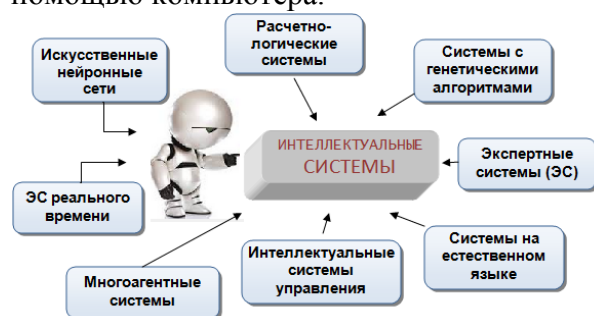 помощью компьютера.
Расчетно-
логические
системы
Искусственные
нейронные
сети
Системы с
генетическими
алгоритмами
ИНТЕЛЛЕКТУАЛЬНЫЕ
СИСТЕМЫ
Экспертные
системы (ЭС)
ЭС реального
времени
Системы на
естественном
языке
Интеллектуальные
системы
управления
Многоагентные
системы